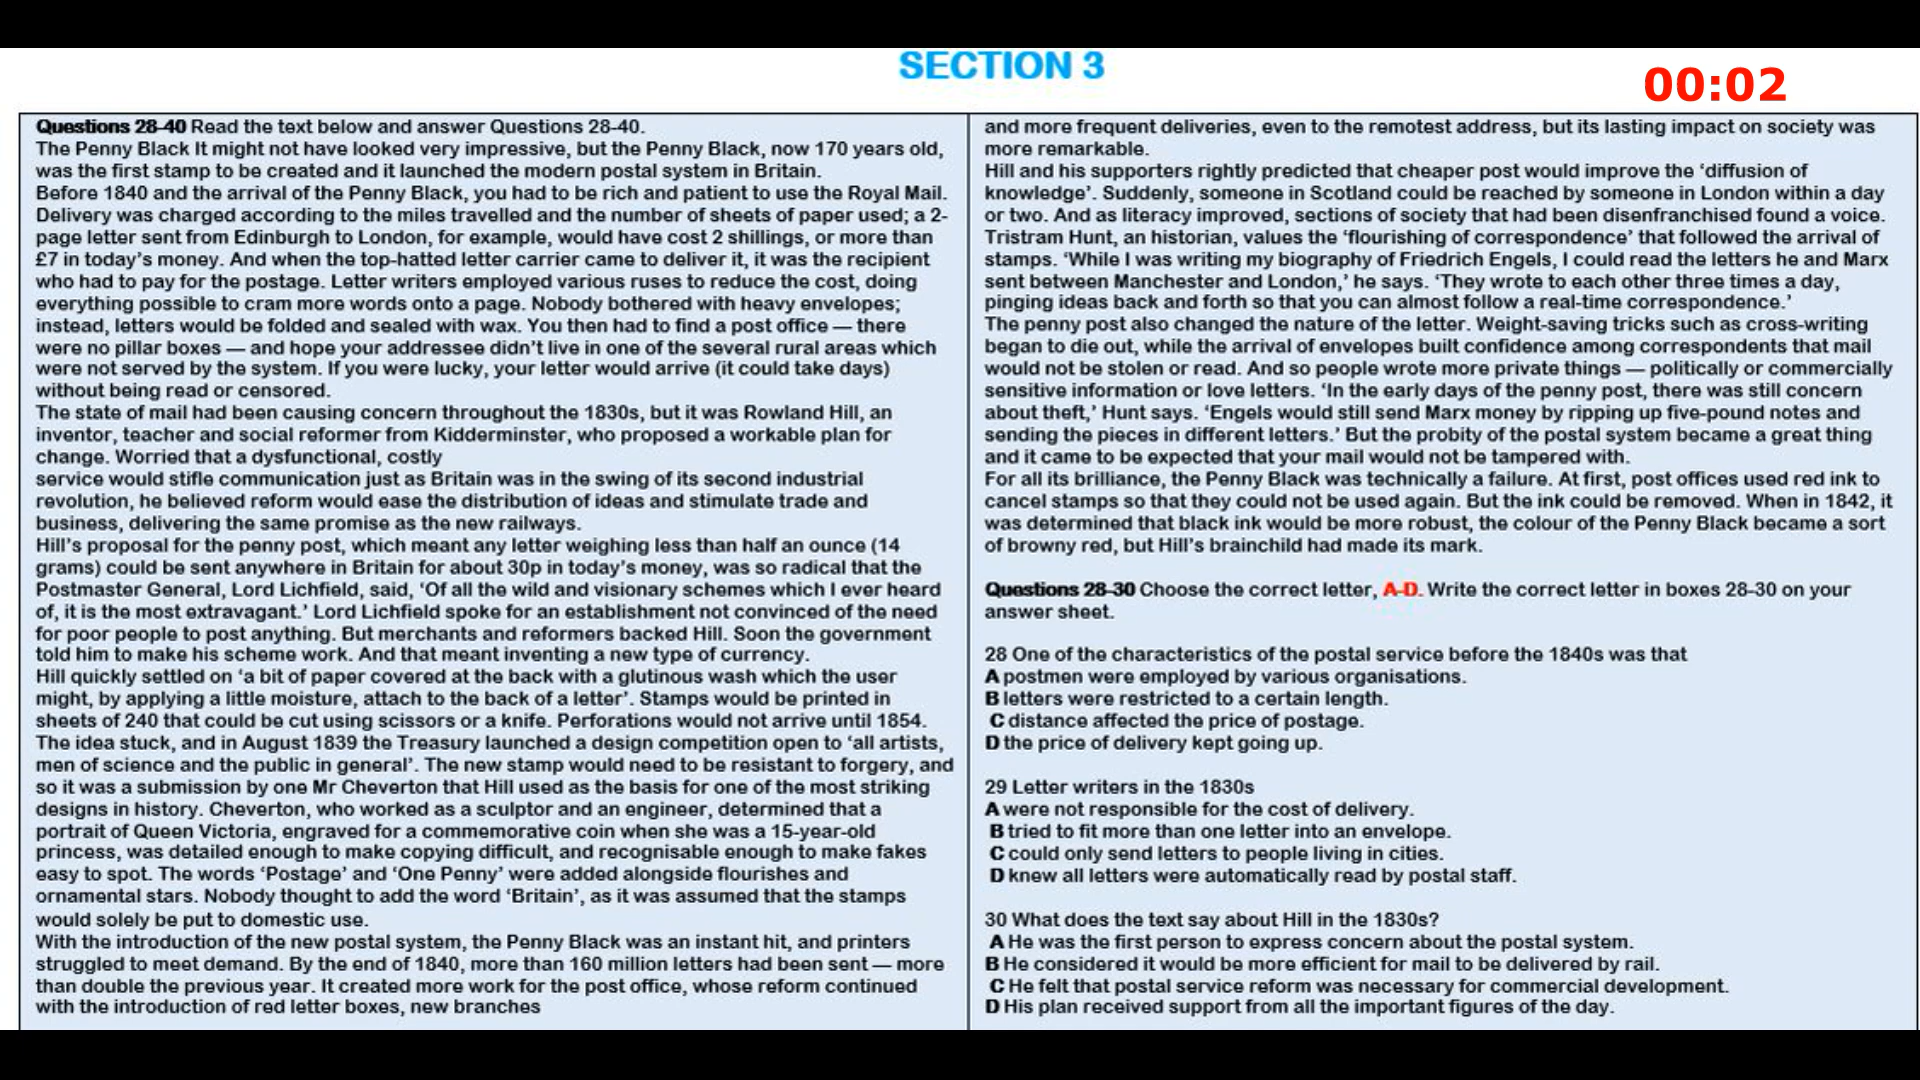 SECTION 3
00:02
Questions 28-40 Read the text below and answer Questions 28-40.
The Penny Black It might not have looked very impressive, but the Penny Black, now 170 years old,
was the first stamp to be created and it launched the modern postal system in Britain.
Before 1840 and the arrival of the Penny Black, you had to be rich and patient to use the Royal Mail.
Delivery was charged according to the miles travelled and the number of sheets of paper used; a 2-
page letter sent from Edinburgh to London, for example, would have cost 2 shillings, or more than
£7 in today's money. And when the top-hatted letter carrier came to deliver it, it was the recipient
who had to pay for the postage. Letter writers employed various ruses to reduce the cost, doing
everything possible to cram more words onto a page. Nobody bothered with heavy envelopes;
instead, letters would be folded and sealed with wax. You then had to find a post office — there
were no pillar boxes — and hope your addressee didn't live in one of the several rural areas which
were not served by the system. If you were lucky, your letter would arrive (it could take days)
without being read or censored.
The state of mail had been causing concern throughout the 1830s, but it was Rowland Hill, an
inventor, teacher and social reformer from Kidderminster, who proposed a workable plan for
change. Worried that a dysfunctional, costly
service would stifle communication just as Britain was in the swing of its second industrial
revolution, he believed reform would ease the distribution of ideas and stimulate trade and
business, delivering the same promise as the new railways.
Hill's proposal for the penny post, which meant any letter weighing less than half an ounce (14
grams) could be sent anywhere in Britain for about 30p in today's money, was so radical that the
Postmaster General, Lord Lichfield, said, 'Of all the wild and visionary schemes which I ever heard
of, it is the most extravagant.' Lord Lichfield spoke for an establishment not convinced of the need
for poor people to post anything. But merchants and reformers backed Hill. Soon the government
told him to make his scheme work. And that meant inventing a new type of currency.
Hill quickly settled on 'a bit of paper covered at the back with a glutinous wash which the user
might, by applying a little moisture, attach to the back of a letter'. Stamps would be printed in
sheets of 240 that could be cut using scissors or a knife. Perforations would not arrive until 1854.
The idea stuck, and in August 1839 the Treasury launched a design competition open to 'all artists,
men of science and the public in general'. The new stamp would need to be resistant to forgery, and
so it was a submission by one Mr Cheverton that Hill used as the basis for one of the most striking
designs in history. Cheverton, who worked as a sculptor and an engineer, determined that a
portrait of Queen Victoria, engraved for a commemorative coin when she was a 15-year-old
princess, was detailed enough to make copying difficult, and recognisable enough to make fakes
easy to spot. The words 'Postage' and 'One Penny' were added alongside flourishes and
ornamental stars. Nobody thought to add the word 'Britain', as it was assumed that the stamps
would solely be put to domestic use.
With the introduction of the new postal system, the Penny Black was an instant hit, and printers
struggled to meet demand. By the end of 1840, more than 160 million letters had been sent — more
than double the previous year. It created more work for the post office, whose reform continued
with the introduction of red letter boxes, new branches
and more frequent deliveries, even to the remotest address, but its lasting impact on society was
more remarkable.
Hill and his supporters rightly predicted that cheaper post would improve the 'diffusion of
knowledge'. Suddenly, someone in Scotland could be reached by someone in London within a day
or two. And as literacy improved, sections of society that had been disenfranchised found a voice.
Tristram Hunt, an historian, values the 'flourishing of correspondence' that followed the arrival of
stamps. 'While I was writing my biography of Friedrich Engels, I could read the letters he and Marx
sent between Manchester and London,' he says. 'They wrote to each other three times a day,
pinging ideas back and forth so that you can almost follow a real-time correspondence.'
The penny post also changed the nature of the letter. Weight-saving tricks such as cross-writing
began to die out, while the arrival of envelopes built confidence among correspondents that mail
would not be stolen or read. And so people wrote more private things — politically or commercially
sensitive information or love letters. 'In the early days of the penny post, there was still concern
about theft,' Hunt says. 'Engels would still send Marx money by ripping up five-pound notes and
sending the pieces in different letters.' But the probity of the postal system became a great thing
and it came to be expected that your mail would not be tampered with.
For all its brilliance, the Penny Black was technically a failure. At first, post offices used red ink to
cancel stamps so that they could not be used again. But the ink could be removed. When in 1842, it
was determined that black ink would be more robust, the colour of the Penny Black became a sort
of browny red, but Hill's brainchild had made its mark.
Questions 28-30 Choose the correct letter, A-D. Write the correct letter in boxes 28-30 on your
answer sheet.
28 One of the characteristics of the postal service before the 1840s was that
A postmen were employed by various organisations.
B letters were restricted to a certain length.
C distance affected the price of postage.
D the price of delivery kept going up.
29 Letter writers in the 1830s
A were not responsible for the cost of delivery.
B tried to fit more than one letter into an envelope.
C could only send letters to people living in cities.
D knew all letters were automatically read by postal staff.
30 What does the text say about Hill in the 1830s?
A He was the first person to express concern about the postal system.
B He considered it would be more efficient for mail to be delivered by rail.
C He felt that postal service reform was necessary for commercial development.
D His plan received support from all the important figures of the day.